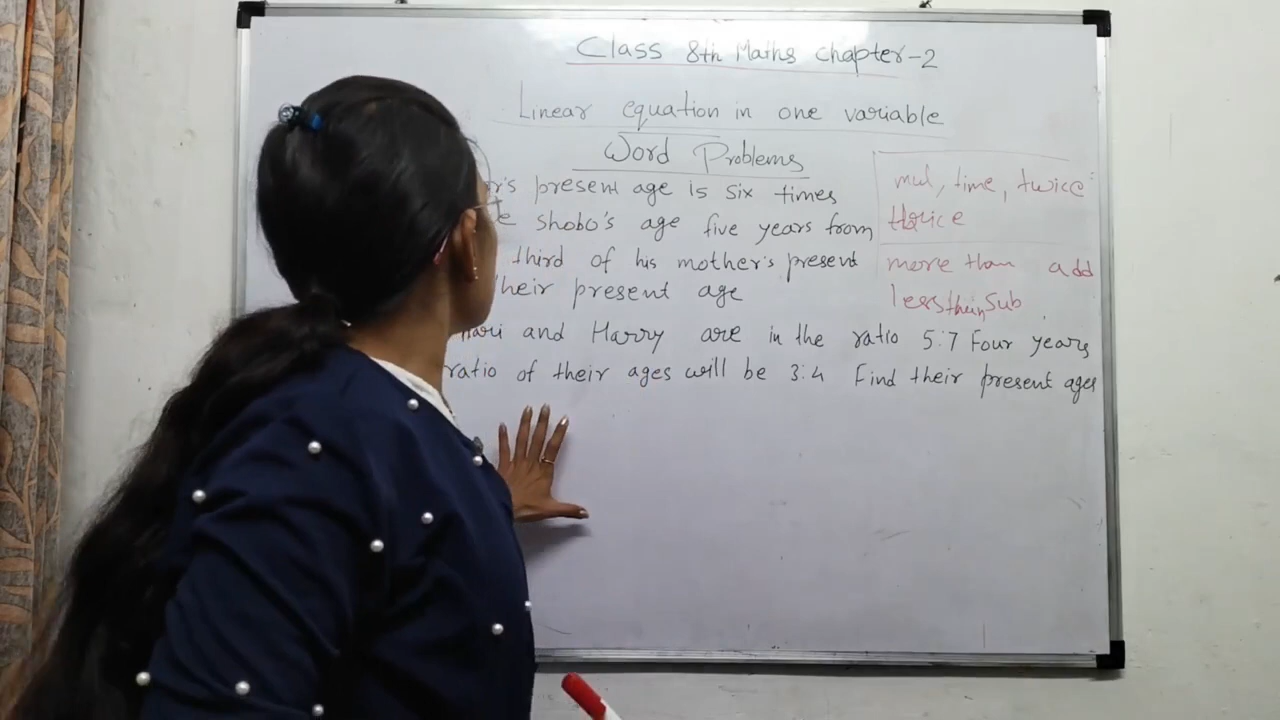 Class 8th Maths chapter-2
Linear equation in one variable
Word Problems
r's present age is six times
e shobo's age five years from
third of his mother's present
their present age
Hari and Harry are in the ratio 5:7 Four years
ratio of their ages will be 3:4 Find their present ages
mul, time, twice
thrice
more than add
less then sub